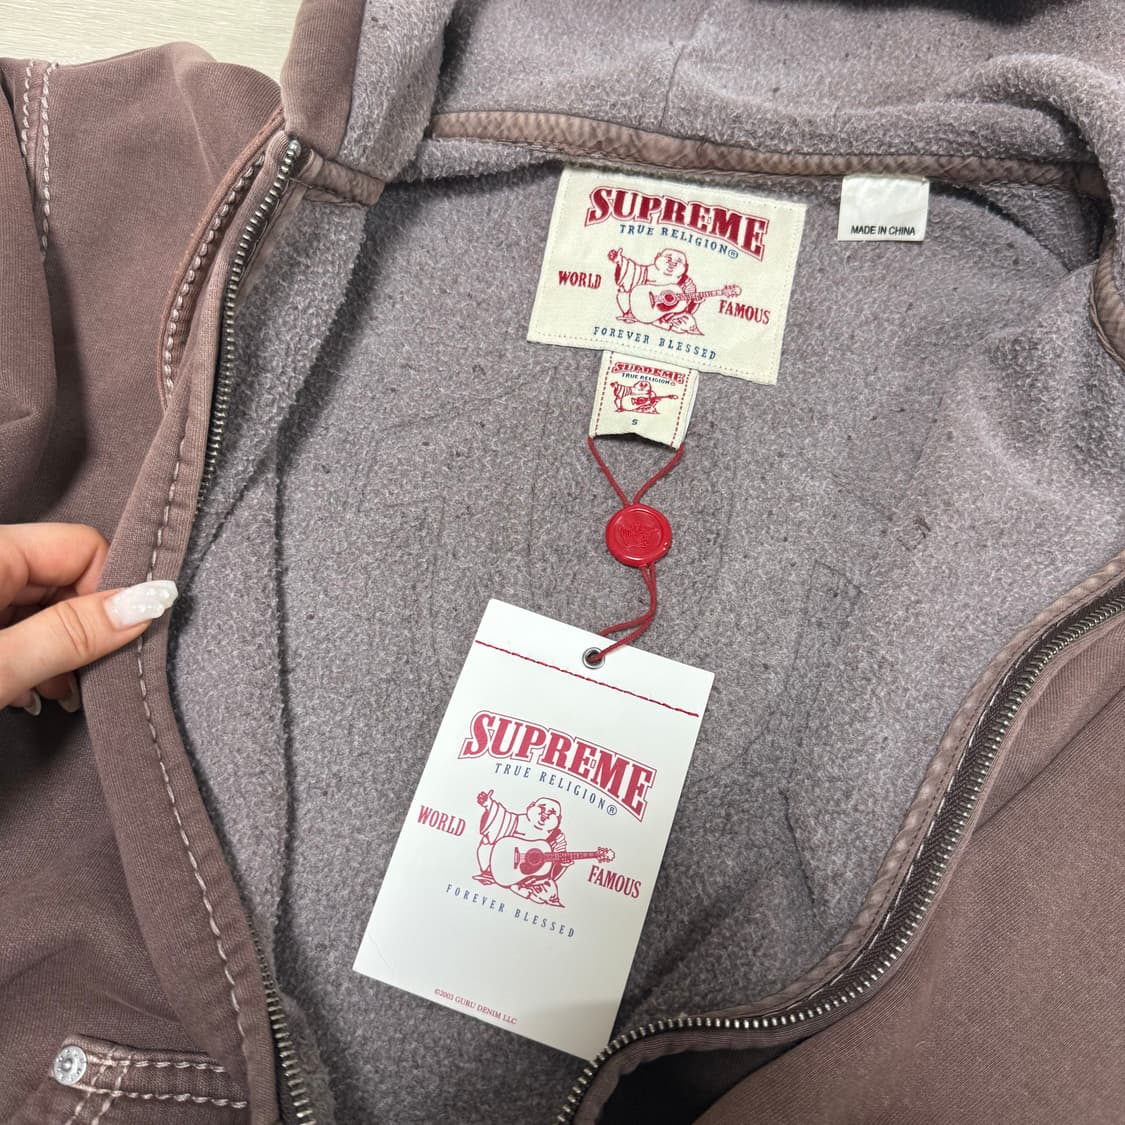 SUPREME
TRUE RELIGION®
WORLD
FAMOUS
FOREVER BLESSED
MADE IN CHINA
SUPREME
TRUE RELIGION
S
SUPREME
TRUE RELIGION®
WORLD
FAMOUS
FOREVER BLESSED
©2003 GURU DENIM LLC